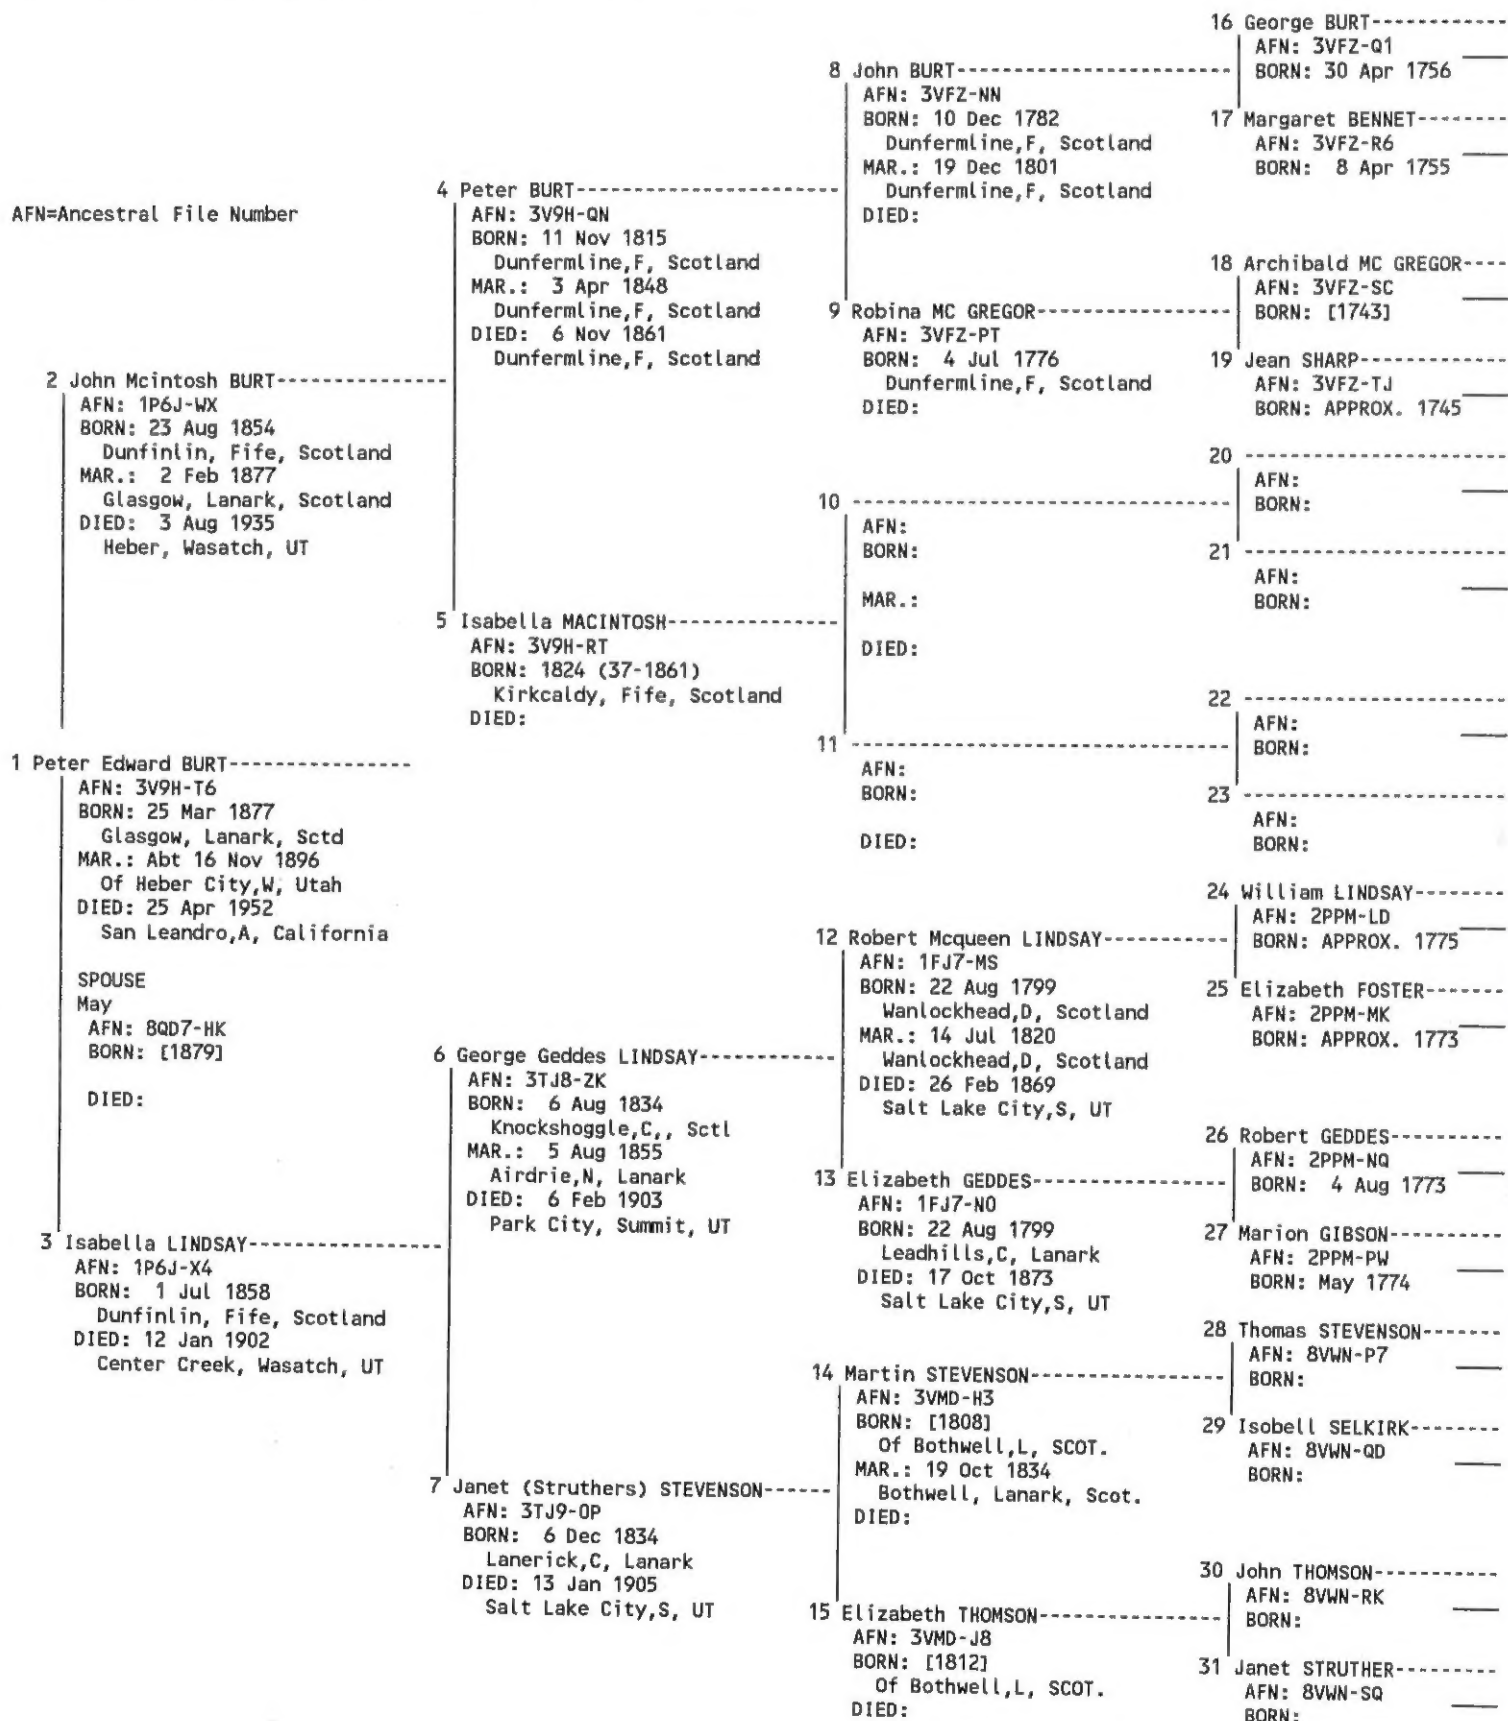 AFN=Ancestral File Number
1 Peter Edward BURT----------------
AFN: 3V9H-T6
BORN: 25 Mar 1877
Glasgow, Lanark, Sctd
MAR.: Abt 16 Nov 1896
Of Heber City,W, Utah
DIED: 25 Apr 1952
San Leandro,A, California
SPOUSE
May
AFN: 8QD7-HK
BORN: [1879]
DIED:
2 John Mcintosh BURT---------------
AFN: 1P6J-WX
BORN: 23 Aug 1854
Dunfinlin, Fife, Scotland
MAR.: 2 Feb 1877
Glasgow, Lanark, Scotland
DIED: 3 Aug 1935
Heber, Wasatch, UT
3 Isabella LINDSAY-----------------
AFN: 1P6J-X4
BORN: 1 Jul 1858
Dunfinlin, Fife, Scotland
DIED: 12 Jan 1902
Center Creek, Wasatch, UT
4 Peter BURT-----------------------
AFN: 3V9H-QN
BORN: 11 Nov 1815
Dunfermline,F, Scotland
MAR.: 3 Apr 1848
Dunfermline,F, Scotland
DIED: 6 Nov 1861
Dunfermline,F, Scotland
5 Isabella MACINTOSH---------------
AFN: 3V9H-RT
BORN: 1824 (37-1861)
Kirkcaldy, Fife, Scotland
DIED:
6 George Geddes LINDSAY------------
AFN: 3TJ8-ZK
BORN: 6 Aug 1834
Knockshoggle,C,, Sctl
MAR.: 5 Aug 1855
Airdrie,N, Lanark
DIED: 6 Feb 1903
Park City, Summit, UT
7 Janet (Struthers) STEVENSON------
AFN: 3TJ9-0P
BORN: 6 Dec 1834
Lanerick,C, Lanark
DIED: 13 Jan 1905
Salt Lake City,S, UT
8 John BURT------------------------
AFN: 3VFZ-NN
BORN: 10 Dec 1782
Dunfermline,F, Scotland
MAR.: 19 Dec 1801
Dunfermline,F, Scotland
DIED:
9 Robina MC GREGOR-----------------
AFN: 3VFZ-PT
BORN: 4 Jul 1776
Dunfermline,F, Scotland
DIED:
10 ----------------------------------
AFN:
BORN:
MAR.:
DIED:
11 ----------------------------------
AFN:
BORN:
DIED:
12 Robert Mcqueen LINDSAY-----------
AFN: 1FJ7-MS
BORN: 22 Aug 1799
Wanlockhead,D, Scotland
MAR.: 14 Jul 1820
Wanlockhead,D, Scotland
DIED: 26 Feb 1869
Salt Lake City,S, UT
13 Elizabeth GEDDES-----------------
AFN: 1FJ7-N0
BORN: 22 Aug 1799
Leadhills,C, Lanark
DIED: 17 Oct 1873
Salt Lake City,S, UT
14 Martin STEVENSON-----------------
AFN: 3VMD-H3
BORN: [1808]
Of Bothwell,L, SCOT.
MAR.: 19 Oct 1834
Bothwell, Lanark, Scot.
DIED:
15 Elizabeth THOMSON----------------
AFN: 3VMD-J8
BORN: [1812]
Of Bothwell,L, SCOT.
DIED:
16 George BURT------------
AFN: 3VFZ-Q1
BORN: 30 Apr 1756
17 Margaret BENNET--------
AFN: 3VFZ-R6
BORN: 8 Apr 1755
18 Archibald MC GREGOR----
AFN: 3VFZ-SC
BORN: [1743]
19 Jean SHARP-------------
AFN: 3VFZ-TJ
BORN: APPROX. 1745
20 ------------------------
AFN:
BORN:
21 ------------------------
AFN:
BORN:
22 ------------------------
AFN:
BORN:
23 ------------------------
AFN:
BORN:
24 William LINDSAY--------
AFN: 2PPM-LD
BORN: APPROX. 1775
25 Elizabeth FOSTER-------
AFN: 2PPM-MK
BORN: APPROX. 1773
26 Robert GEDDES----------
AFN: 2PPM-NQ
BORN: 4 Aug 1773
27 Marion GIBSON----------
AFN: 2PPM-PW
BORN: May 1774
28 Thomas STEVENSON-------
AFN: 8VWN-P7
BORN:
29 Isobell SELKIRK--------
AFN: 8VWN-QD
BORN:
30 John THOMSON-----------
AFN: 8VWN-RK
BORN:
31 Janet STRUTHER---------
AFN: 8VWN-SQ
BORN: